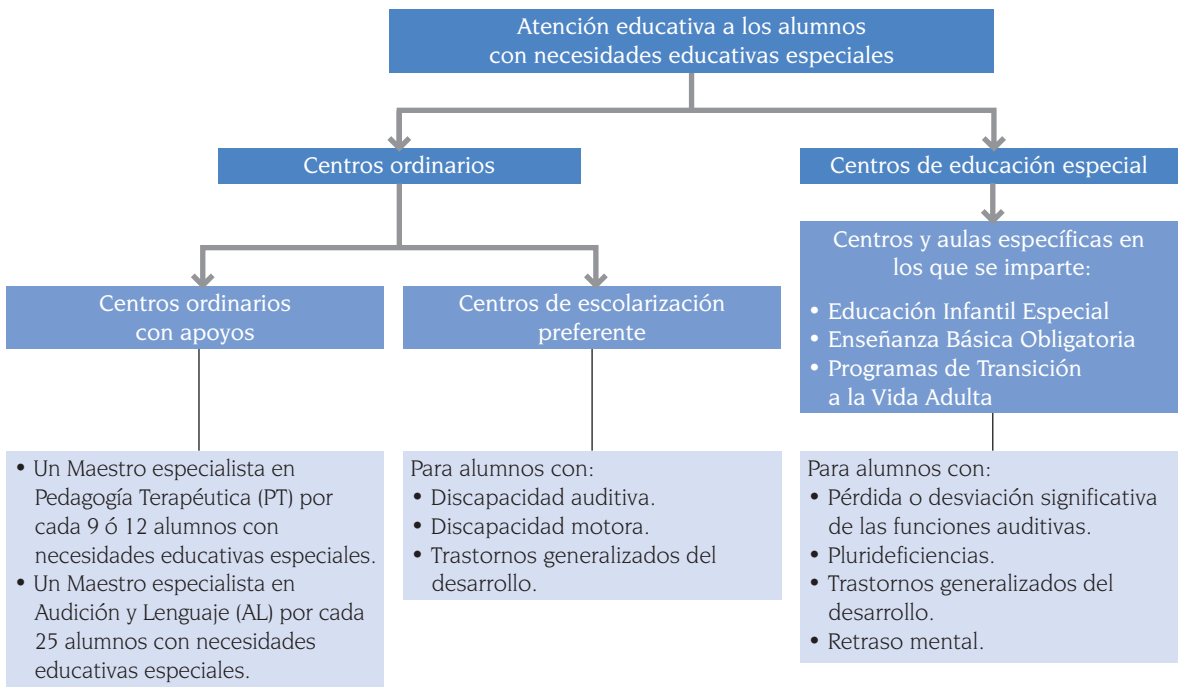 Atención educativa a los alumnos
con necesidades educativas especiales
Centros ordinarios
Centros de educación especial
Centros ordinarios
con apoyos
Centros de escolarización
preferente
Centros y aulas específicas en
los que se imparte:
• Educación Infantil Especial
• Enseñanza Básica Obligatoria
• Programas de Transición
a la Vida Adulta
• Un Maestro especialista en
Pedagogía Terapéutica (PT) por
cada 9 ó 12 alumnos con
necesidades educativas especiales.
• Un Maestro especialista en
Audición y Lenguaje (AL) por cada
25 alumnos con necesidades
educativas especiales.
Para alumnos con:
• Discapacidad auditiva.
• Discapacidad motora.
• Trastornos generalizados del
desarrollo.
Para alumnos con:
• Pérdida o desviación significativa
de las funciones auditivas.
• Plurideficiencias.
• Trastornos generalizados del
desarrollo.
• Retraso mental.